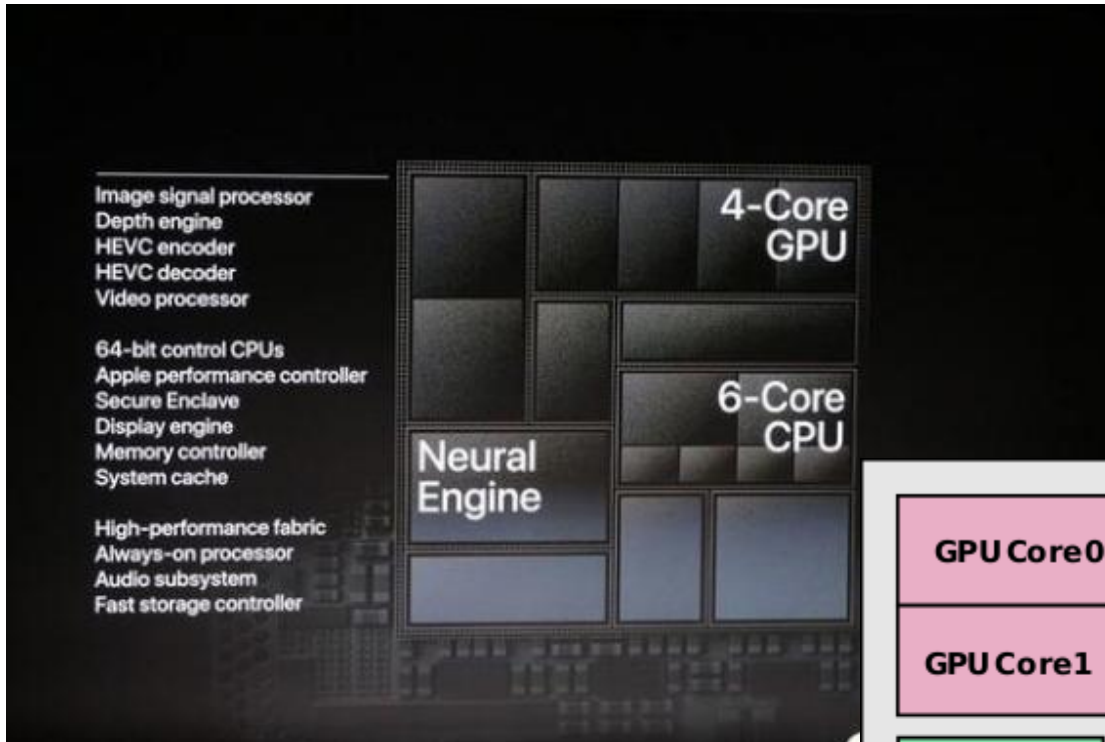 Image signal processor
Depth engine
HEVC encoder
HEVC decoder
Video processor
64-bit control CPUs
Apple performance controller
Secure Enclave
Display engine
Memory controller
System cache
High-performance fabric
Always-on processor
Audio subsystem
Fast storage controller
4-Core
GPU
6-Core
CPU
Neural
Engine
GPU Core0
GPU Core1